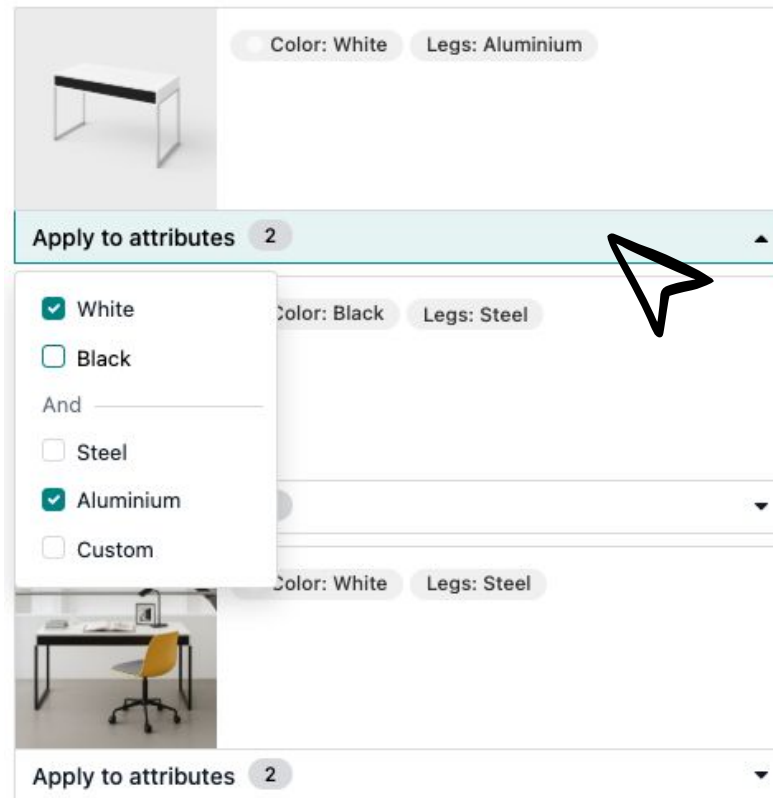 Color: White Legs: Aluminium
Apply to attributes 2
White
Color: Black Legs: Steel
Black
And
Steel
Aluminium
Custom
Color: White Legs: Steel
Apply to attributes 2